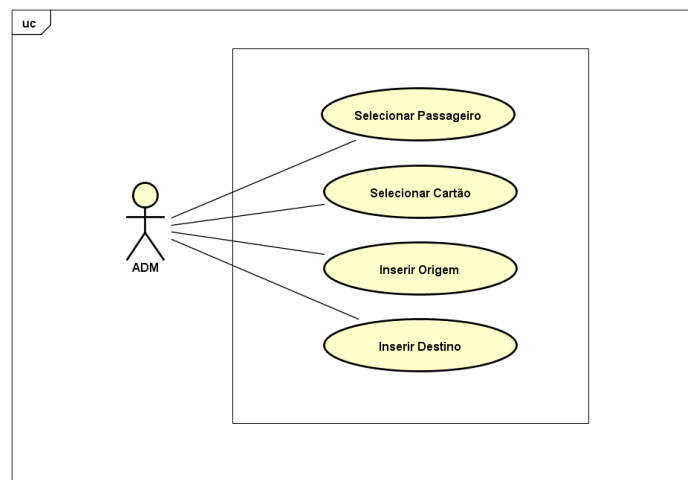 uc
Selecionar Passageiro
Selecionar Cartão
ADM
Inserir Origem
Inserir Destino